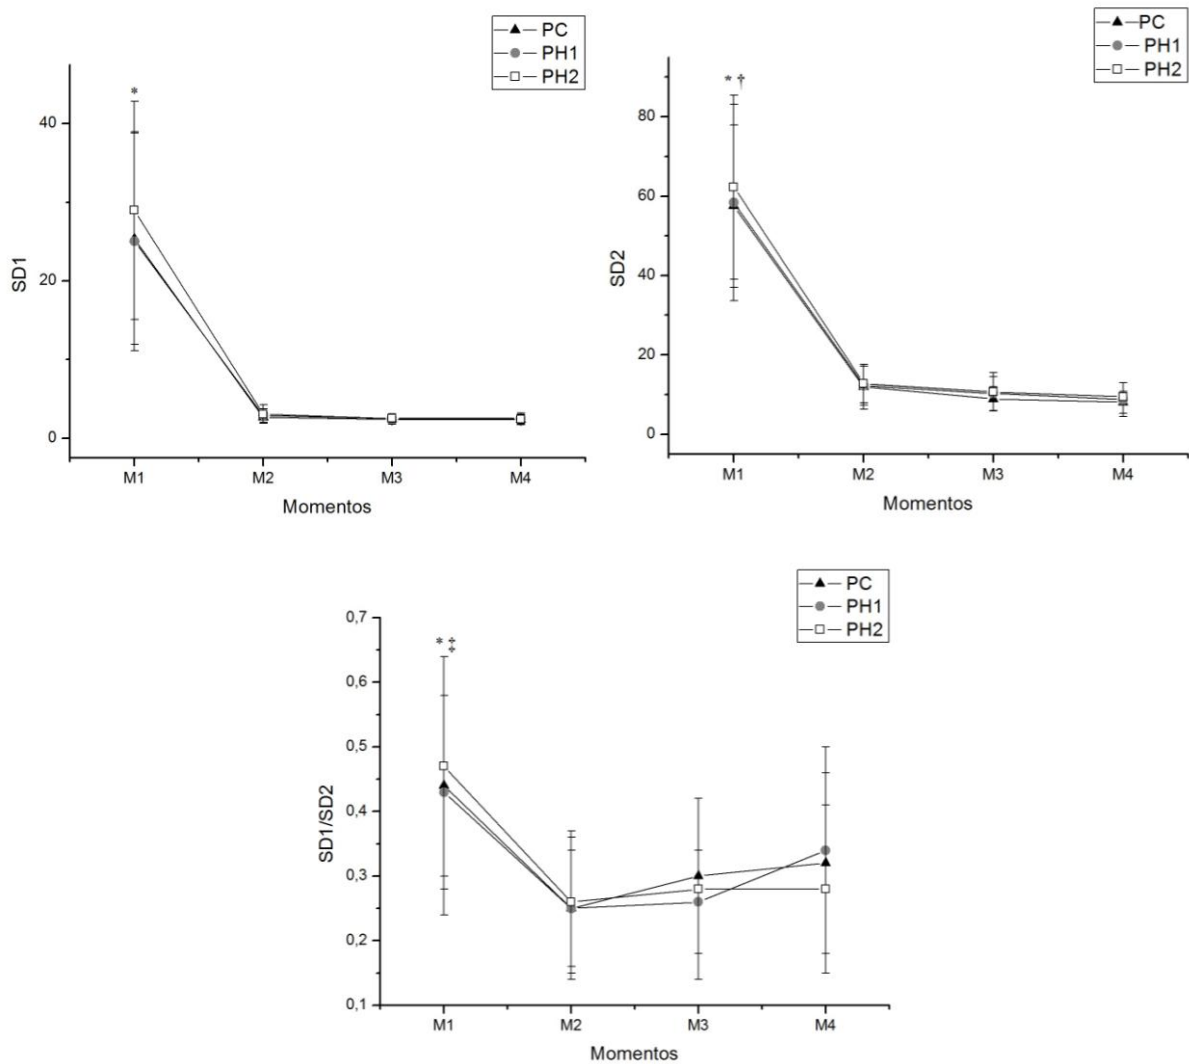 PC
PH1
PH2
*
40
20
0
SD1
M1 M2 M3 M4
Momentos
PC
PH1
PH2
* †
80
60
40
20
0
SD2
M1 M2 M3 M4
Momentos
PC
PH1
PH2
0,7
* ‡
0,6
0,5
0,4
0,3
0,2
0,1
SD1/SD2
M1 M2 M3 M4
Momentos